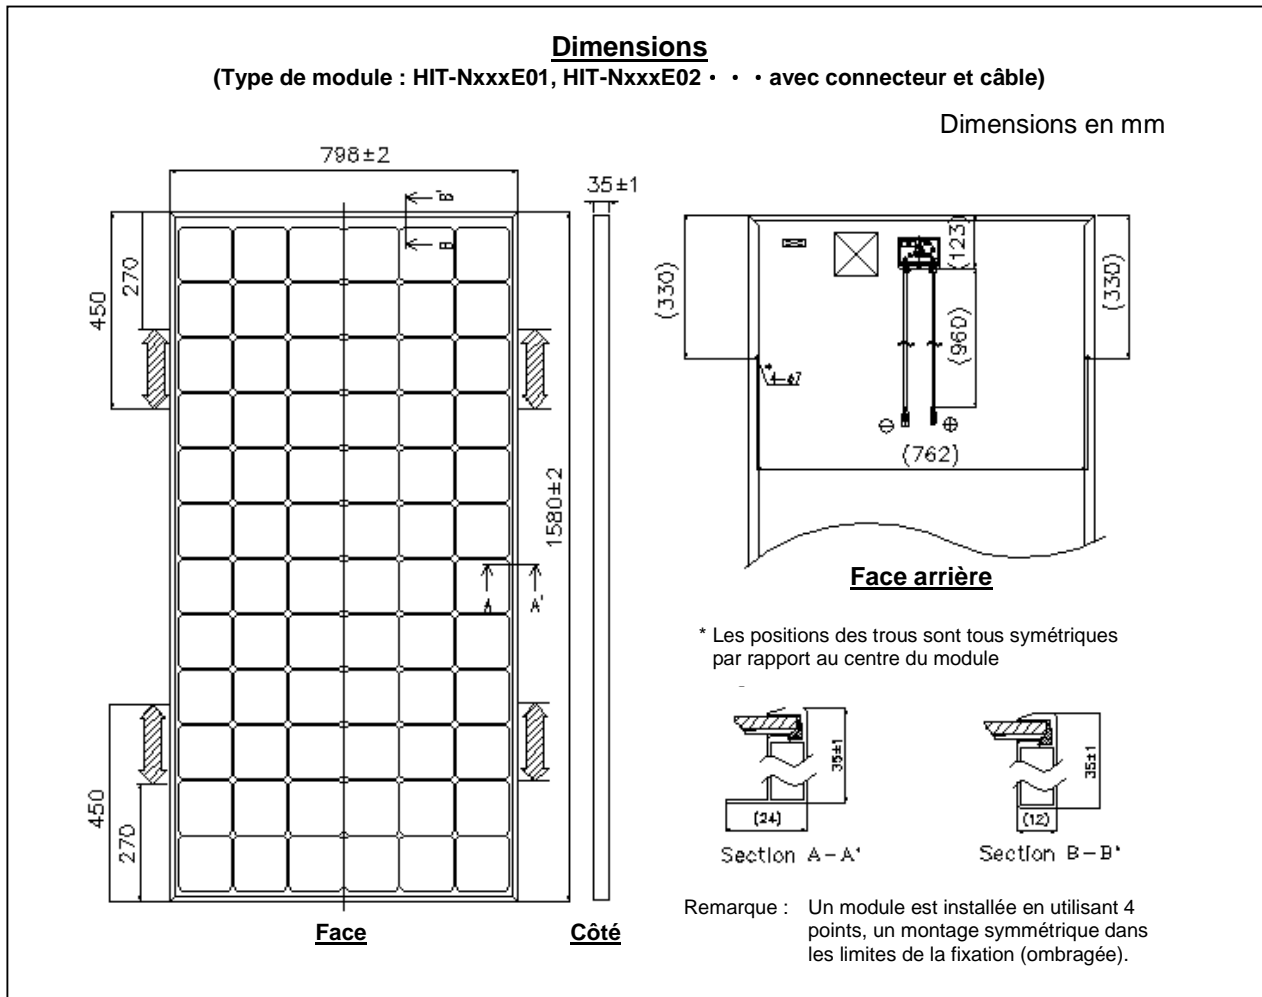 Dimensions
(Type de module : HIT-NxxxE01, HIT-NxxxE02・・・avec connecteur et câble)
Dimensions en mm
798±2
35±1
B'
B
270
450
1580±2
A
A'
450
270
Face
Côté
(330)
(123)
(330)
(960)
*
⊖
⊕
(762)
Face arrière
* Les positions des trous sont tous symétriques
par rapport au centre du module
35±1
(24)
Section A-A'
35±1
(12)
Section B-B'
Remarque : Un module est installée en utilisant 4
points, un montage symmétrique dans
les limites de la fixation (ombragée).